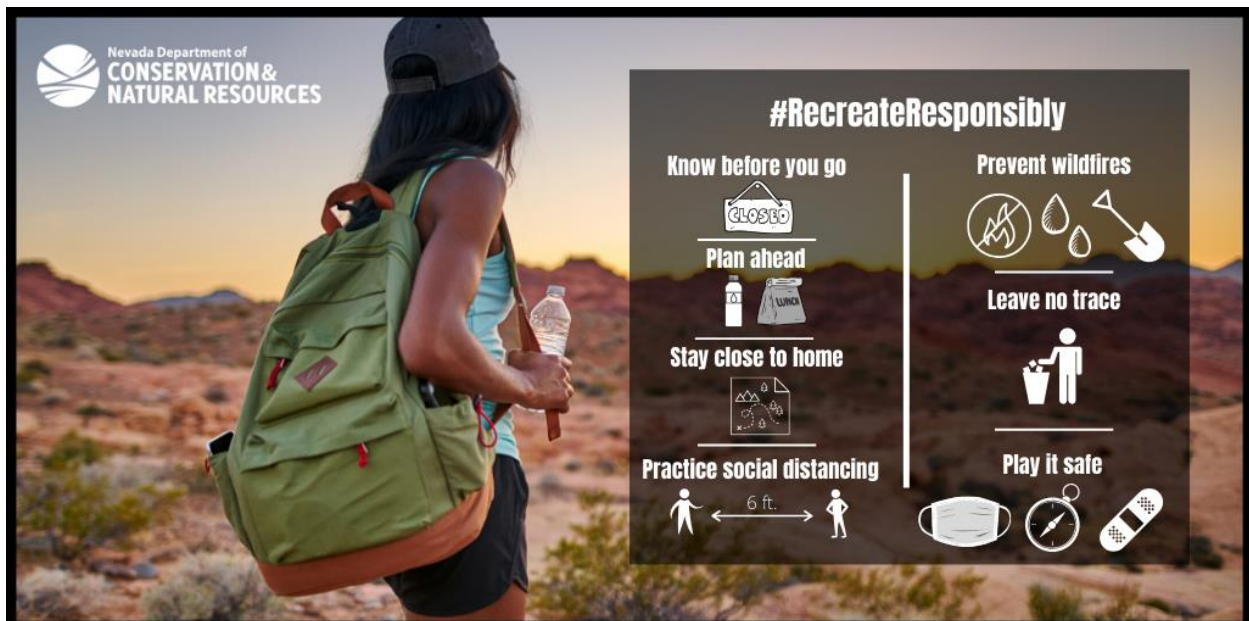 Nevada Department of
CONSERVATION &
NATURAL RESOURCES
#RecreateResponsibly
Know before you go
CLOSED
Plan ahead
LUNCH
Stay close to home
Practice social distancing
6 ft.
Prevent wildfires
Leave no trace
Play it safe